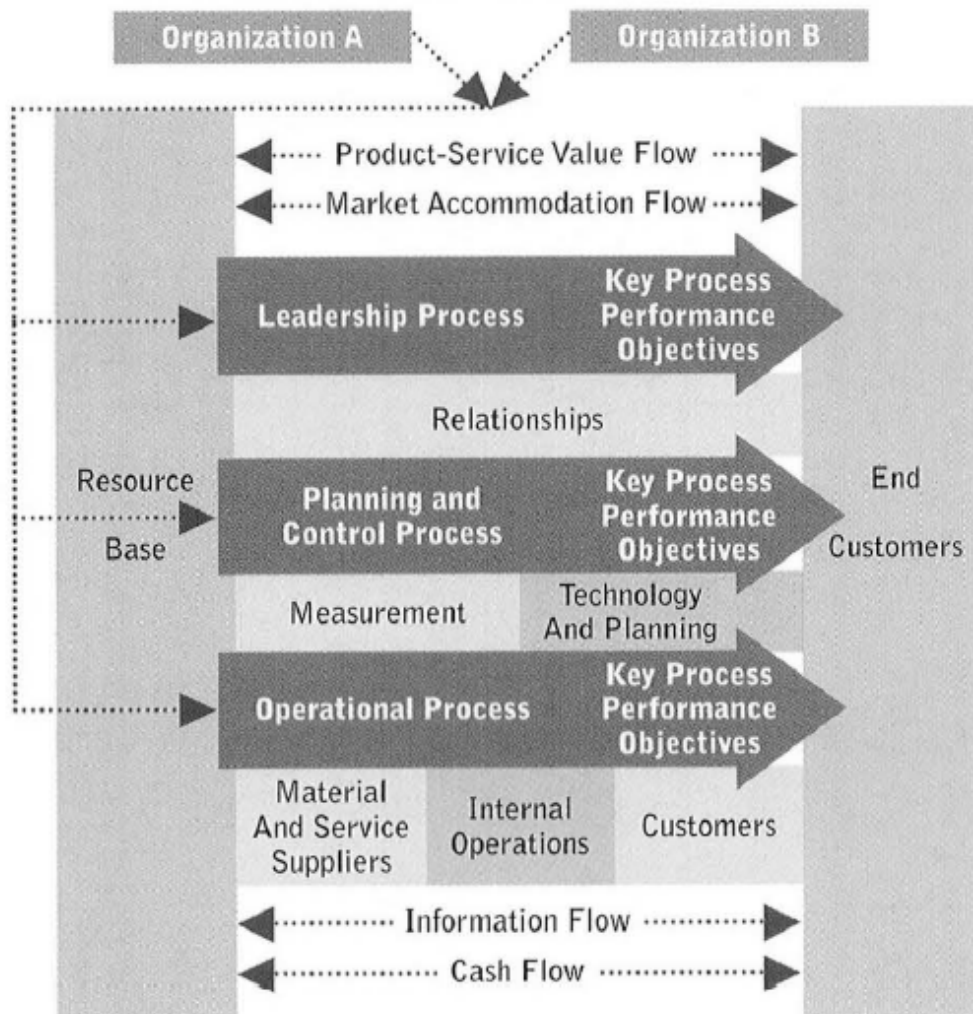 Organization A
Organization B
Product-Service Value Flow
Market Accommodation Flow
Leadership Process
Key Process
Performance
Objectives
Relationships
Resource
Base
Planning and
Control Process
Key Process
Performance
Objectives
End
Customers
Measurement
Technology
And Planning
Operational Process
Key Process
Performance
Objectives
Material
And Service
Suppliers
Internal
Operations
Customers
Information Flow
Cash Flow